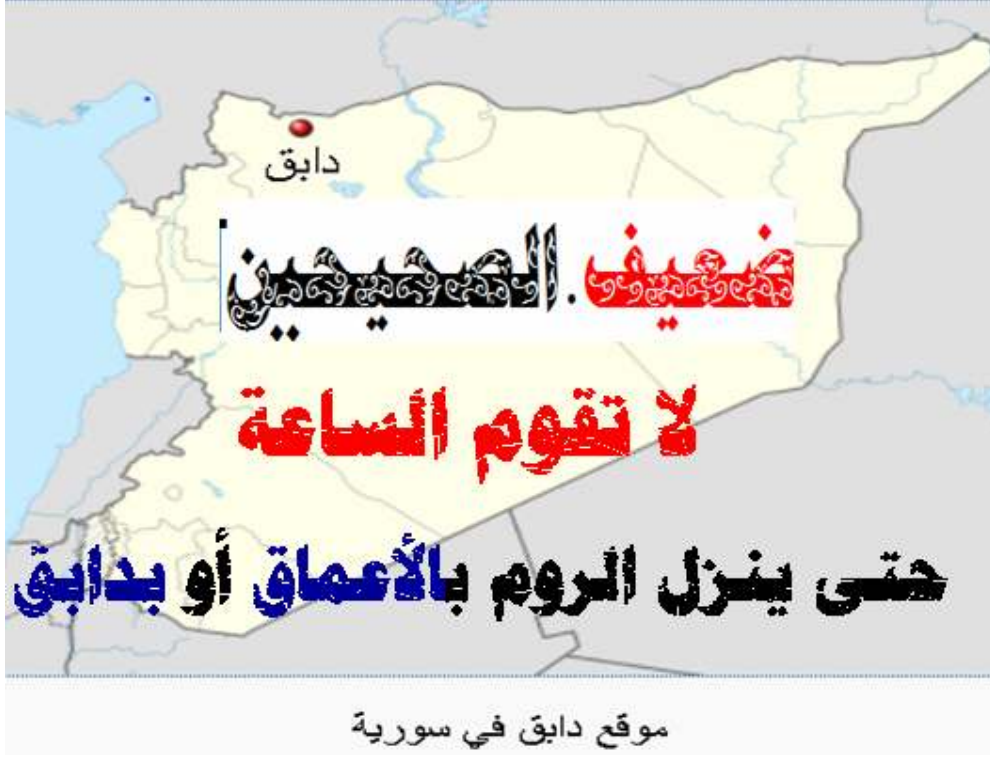 دابق
ضعيف.الصحيحين
لا تقوم الساعة
حتى ينزل الروم بالأعماق أو بدابق
موقع دابق في سورية